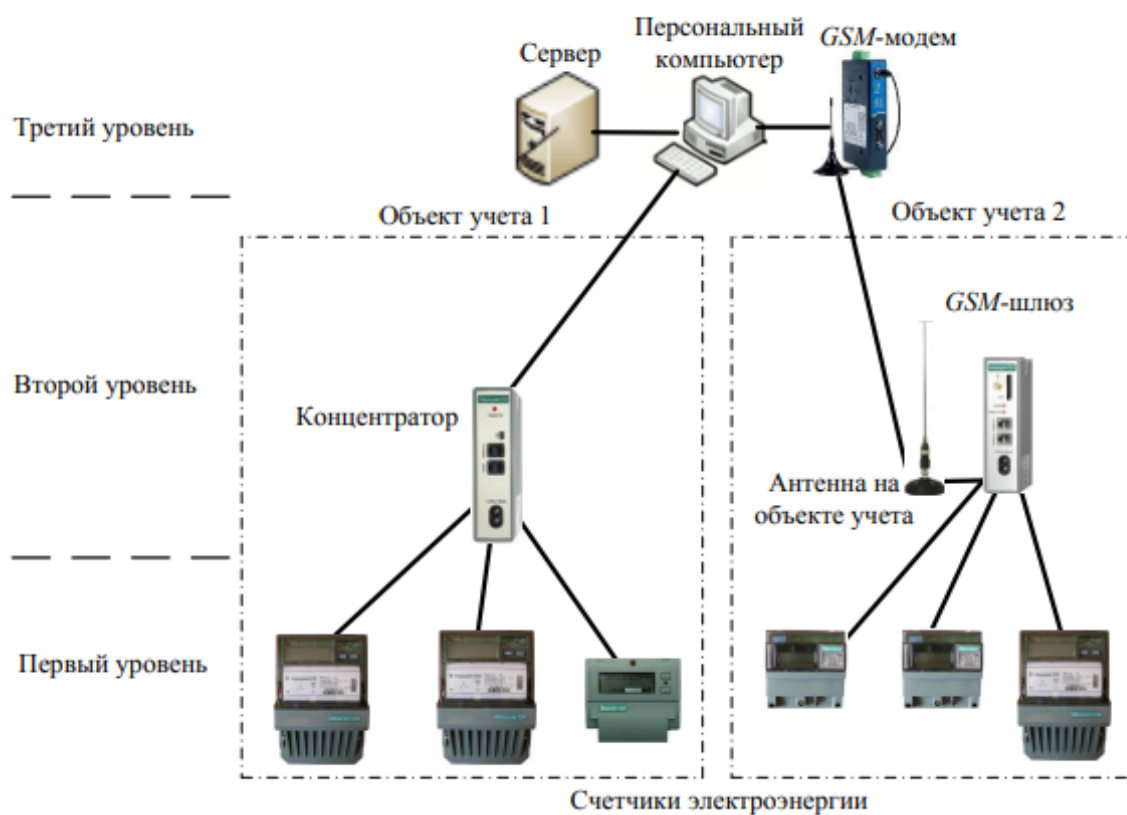 Персональный
компьютер
GSM-модем
Сервер
Третий уровень
Объект учета 1
Объект учета 2
GSM-шлюз
Второй уровень
Концентратор
Антенна на
объекте учета
Первый уровень
Счетчики электроэнергии